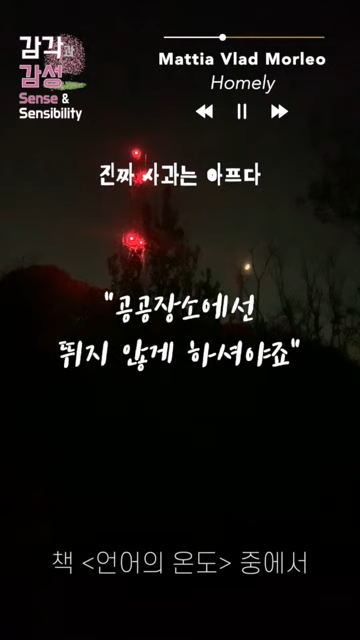 감각과
감성
Sense &
Sensibility
Mattia Vlad Morleo
Homely
진짜 사과는 아프다
"공공장소에선
뛰지 않게 하셔야죠"
책 <언어의 온도> 중에서